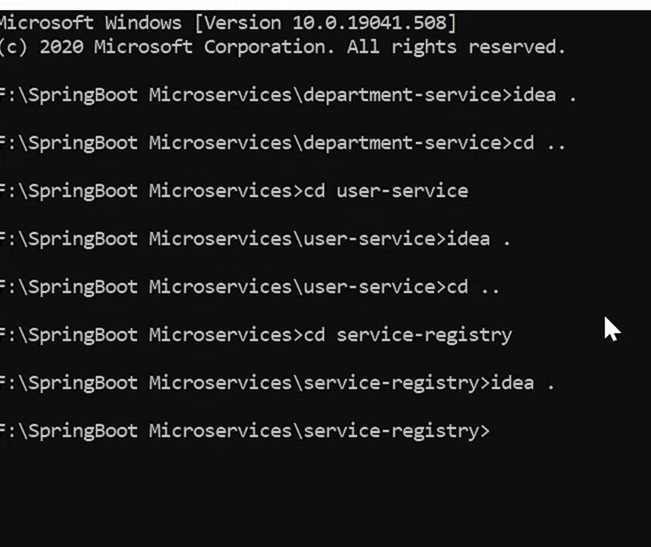 Microsoft Windows [Version 10.0.19041.508]
(c) 2020 Microsoft Corporation. All rights reserved.
F:\SpringBoot Microservices\department-service>idea .
F:\SpringBoot Microservices\department-service>cd ..
F:\SpringBoot Microservices>cd user-service
F:\SpringBoot Microservices\user-service>idea .
F:\SpringBoot Microservices\user-service>cd ..
F:\SpringBoot Microservices>cd service-registry
F:\SpringBoot Microservices\service-registry>idea .
F:\SpringBoot Microservices\service-registry>